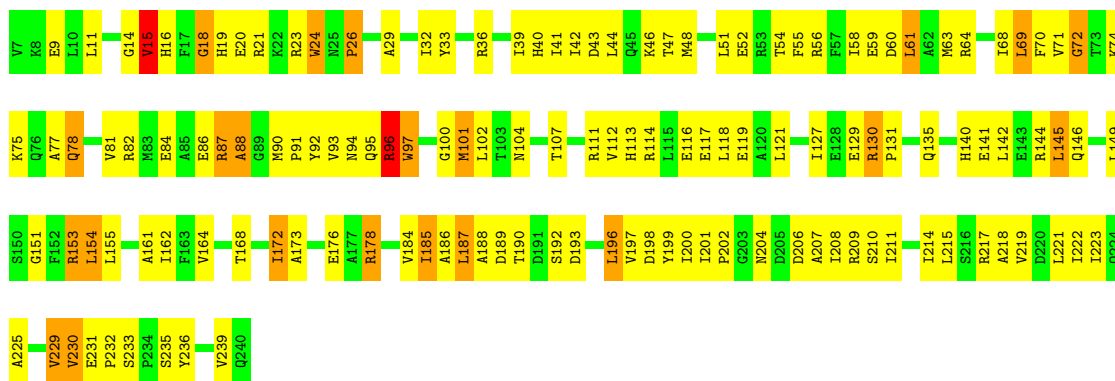 V7 K8 E9 L10 L11 G14 V15 H16 F17 G18 H19 E20 R21 K22 R23 W24 N25 P26 A29 I32 Y33 R36 I39 H40 I41 I42 D43 L44 Q45 K46 T47 M48 L51 E52 R53 T54 F55 R56 F57 I58 E59 D60 L61 A62 M63 R64 I68 L69 F70 V71 G72 T73
K75 Q76 A77 Q78 V81 R82 M83 E84 A85 E86 R87 A88 G89 M90 P91 Y92 V93 N94 Q95 R96 W97 G100 M101 L102 T103 N104 T107 R111 V112 H113 R114 L115 E116 E117 L118 E119 A120 L121 I127 E128 E129 R130 P131 Q135 H140 E141 L142 E143 R144 L145 Q146
S150 G151 F152 R153 L154 L155 A161 I162 F163 V164 T168 I172 A173 E176 A177 R178 V184 I185 A186 L187 A188 D189 T190 D191 S192 D193 L196 V197 D198 Y199 I200 I201 P202 G203 N204 D205 D206 A207 I208 R209 S210 I211 I214 L215 S216 R217 A218 V219 D220 L221 I222 I223
A225 V229 V230 E231 P232 S233 P234 S235 Y236 V239 Q240